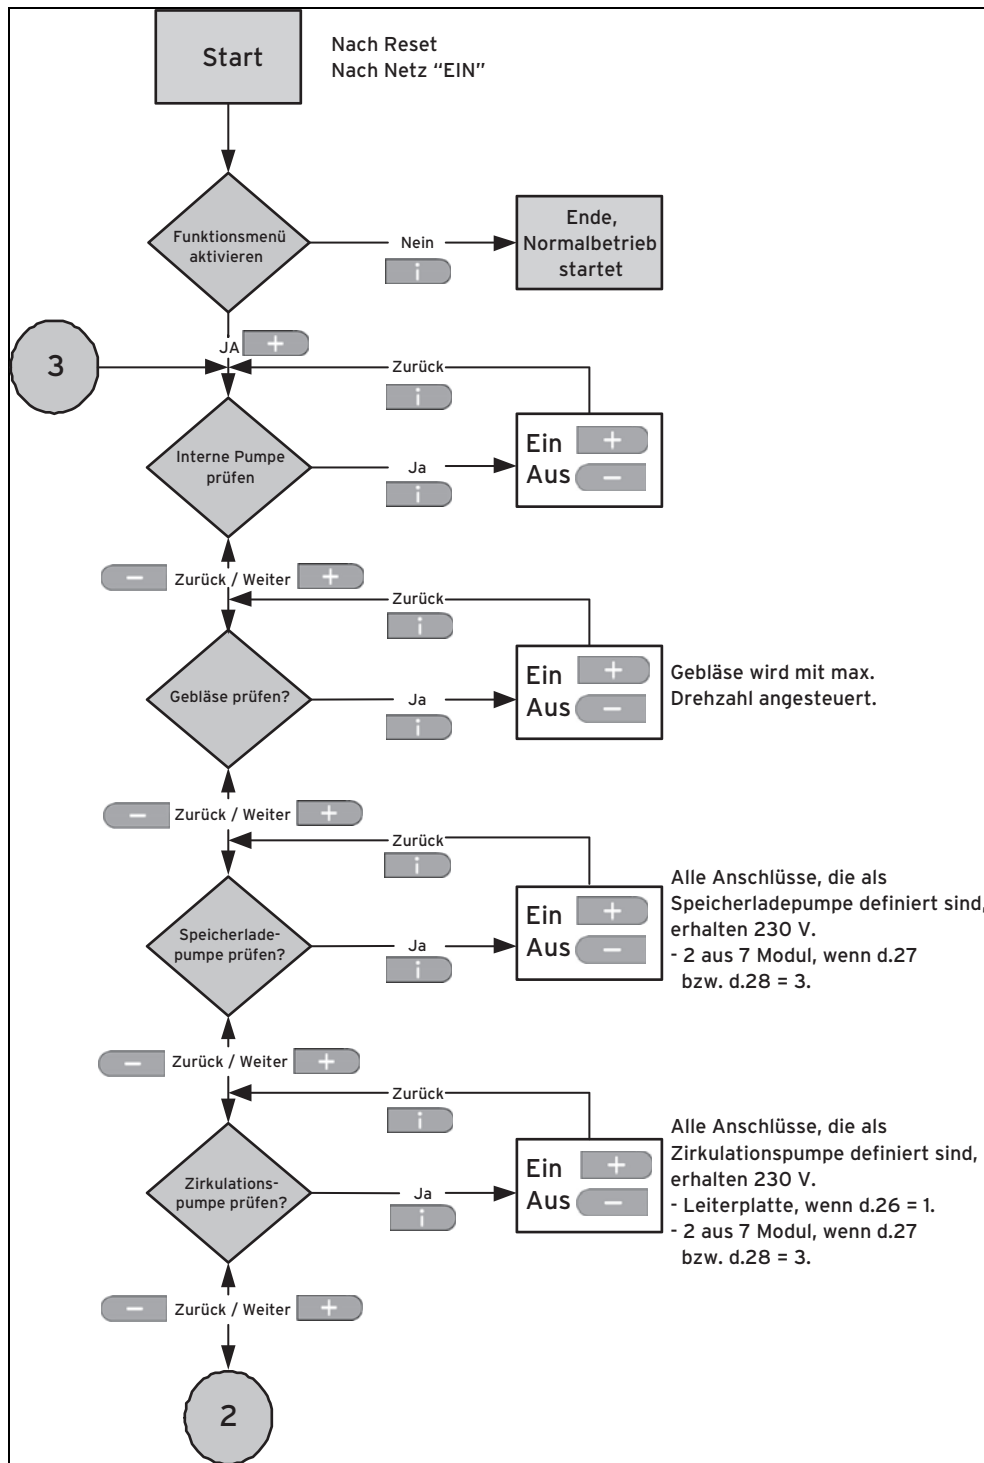 Start
Nach Reset
Nach Netz “EIN”
Funktionsmenü
aktivieren
Nein
i
Ende,
Normalbetrieb
startet
JA +
3
Zurück
i
Interne Pumpe
prüfen
Ja
i
Ein +
Aus –
– Zurück / Weiter +
Zurück
i
Gebläse prüfen?
Ja
i
Ein +
Aus –
Gebläse wird mit max.
Drehzahl angesteuert.
– Zurück / Weiter +
Zurück
i
Speicherlade-
pumpe prüfen?
Ja
i
Ein +
Aus –
Alle Anschlüsse, die als
Speicherladepumpe definiert sind,
erhalten 230 V.
- 2 aus 7 Modul, wenn d.27
bzw. d.28 = 3.
– Zurück / Weiter +
Zurück
i
Zirkulations-
pumpe prüfen?
Ja
i
Ein +
Aus –
Alle Anschlüsse, die als
Zirkulationspumpe definiert sind,
erhalten 230 V.
- Leiterplatte, wenn d.26 = 1.
- 2 aus 7 Modul, wenn d.27
bzw. d.28 = 3.
– Zurück / Weiter +
2